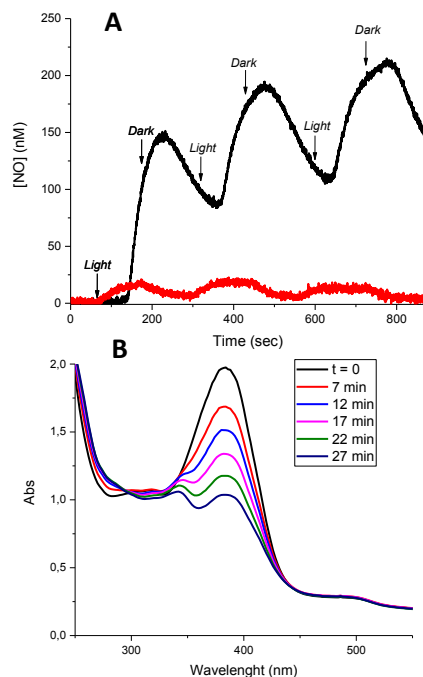 A
[NO] (nM)
250
200
150
100
50
0
Light
Dark
Light
Dark
Light
Dark
0
200
400
600
800
Time (sec)
B
Abs
2,0
1,5
1,0
0,5
0,0
t = 0
7 min
12 min
17 min
22 min
27 min
300
400
500
Wavelenght (nm)